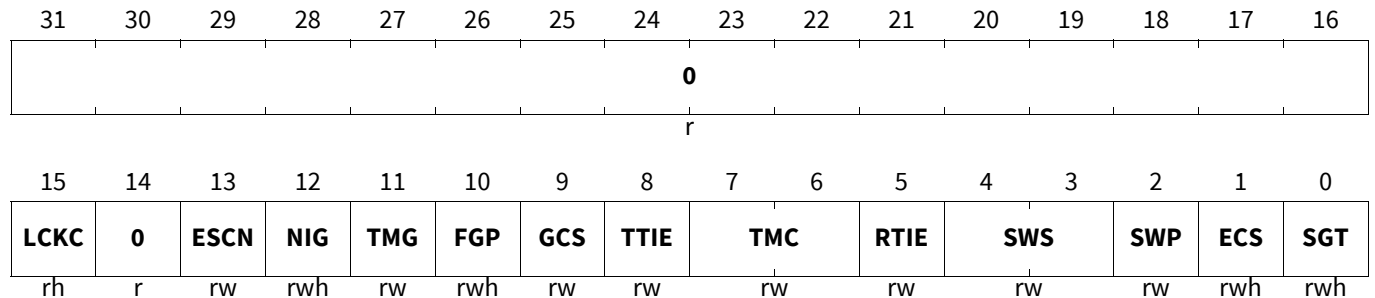 31 30 29 28 27 26 25 24 23 22 21 20 19 18 17 16
0
r
15 14 13 12 11 10 9 8 7 6 5 4 3 2 1 0
LCKC 0 ESCN NIG TMG FGP GCS TTIE TMC RTIE SWS SWP ECS SGT
rh r rw rwh rw rwh rw rw rw rw rw rw rwh rwh